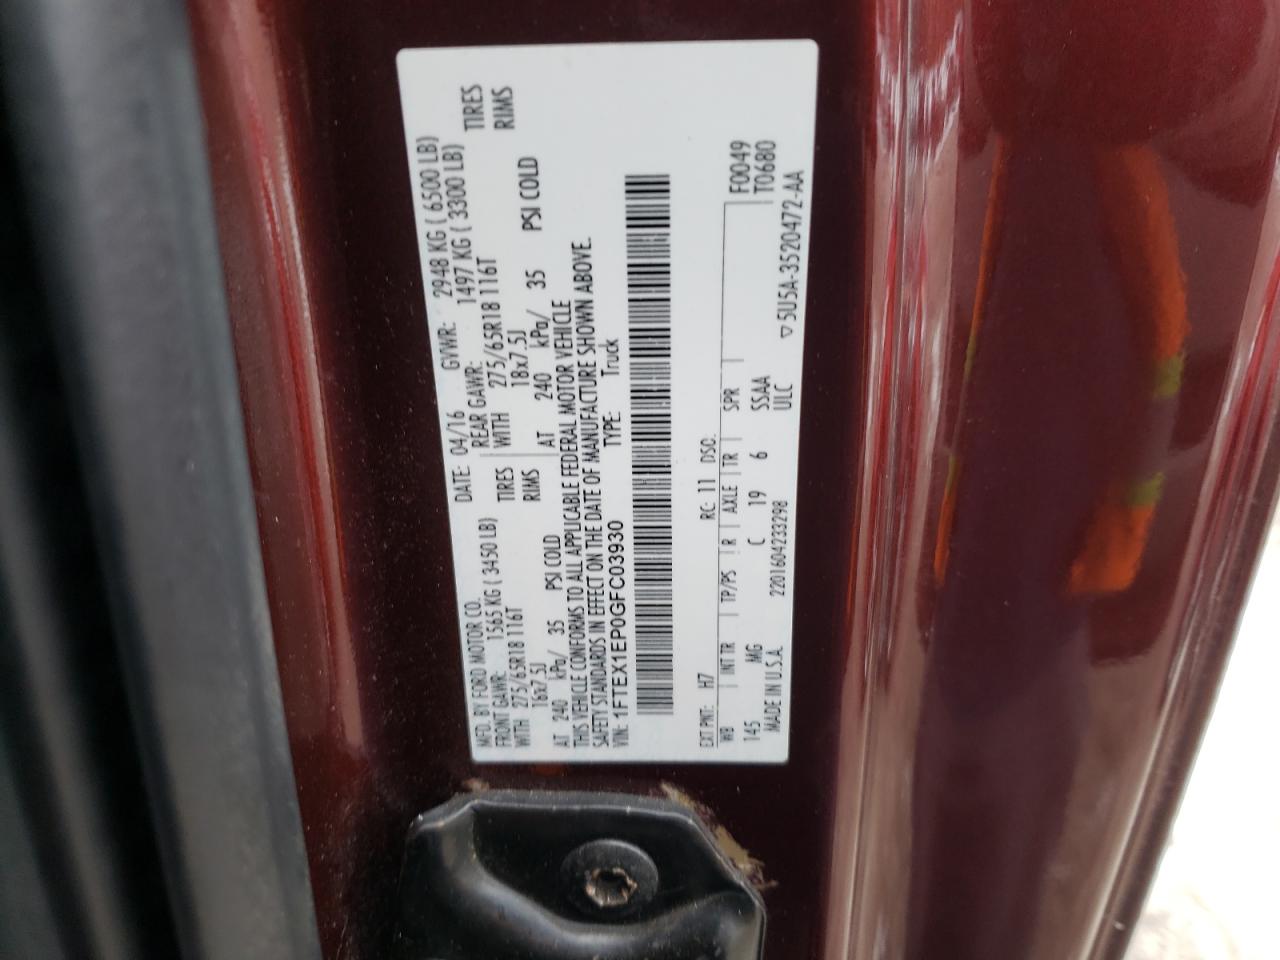 MFD. BY FORD MOTOR CO.
DATE: 04/16 GVWR: 2948 KG ( 6500 LB)
FRONT GAWR: 1565 KG ( 3450 LB) REAR GAWR: 1497 KG ( 3300 LB)
WITH 275/65R18 116T TIRES WITH 275/65R18 116T TIRES
16x7.5J RIMS 18x7.5J RIMS
AT 240 kPa/ 35 PSI COLD AT 240 kPa/ 35 PSI COLD
THIS VEHICLE CONFORMS TO ALL APPLICABLE FEDERAL MOTOR VEHICLE
SAFETY STANDARDS IN EFFECT ON THE DATE OF MANUFACTURE SHOWN ABOVE.
VIN: 1FTEX1EP0GFC03930 TYPE: Truck
F0049
T0680
EXT PNT: H7 RC: 11 DSO:
WB INT TR TP/PS R AXLE TR SPR
145 MG C 19 6 SSAA
MADE IN U.S.A. 2201604233298 ULC
▽5U5A-3520472-AA